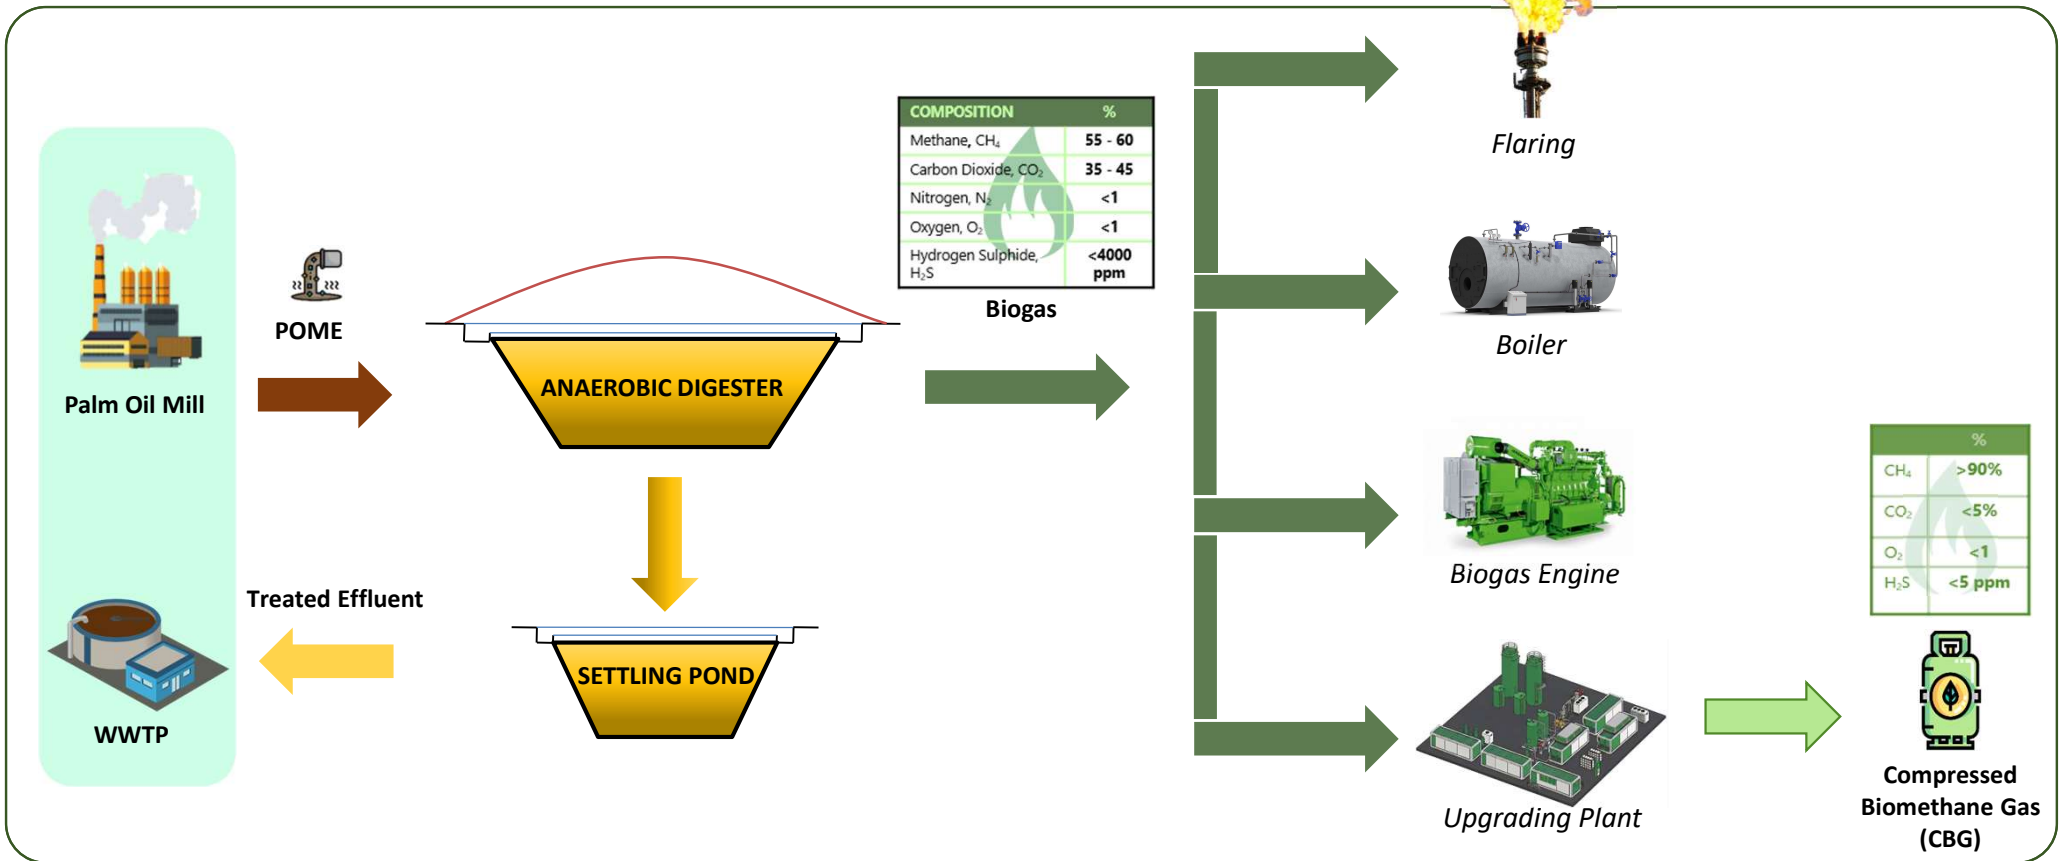 Palm Oil Mill
WWTP
POME
Treated Effluent
ANAEROBIC DIGESTER
SETTLING POND
COMPOSITION %
Methane, CH₄ 55 - 60
Carbon Dioxide, CO₂ 35 - 45
Nitrogen, N₂ <1
Oxygen, O₂ <1
Hydrogen Sulphide, <4000
H₂S ppm
Biogas
Flaring
Boiler
Biogas Engine
Upgrading Plant
%
CH₄ >90%
CO₂ <5%
O₂ <1
H₂S <5 ppm
Compressed
Biomethane Gas
(CBG)